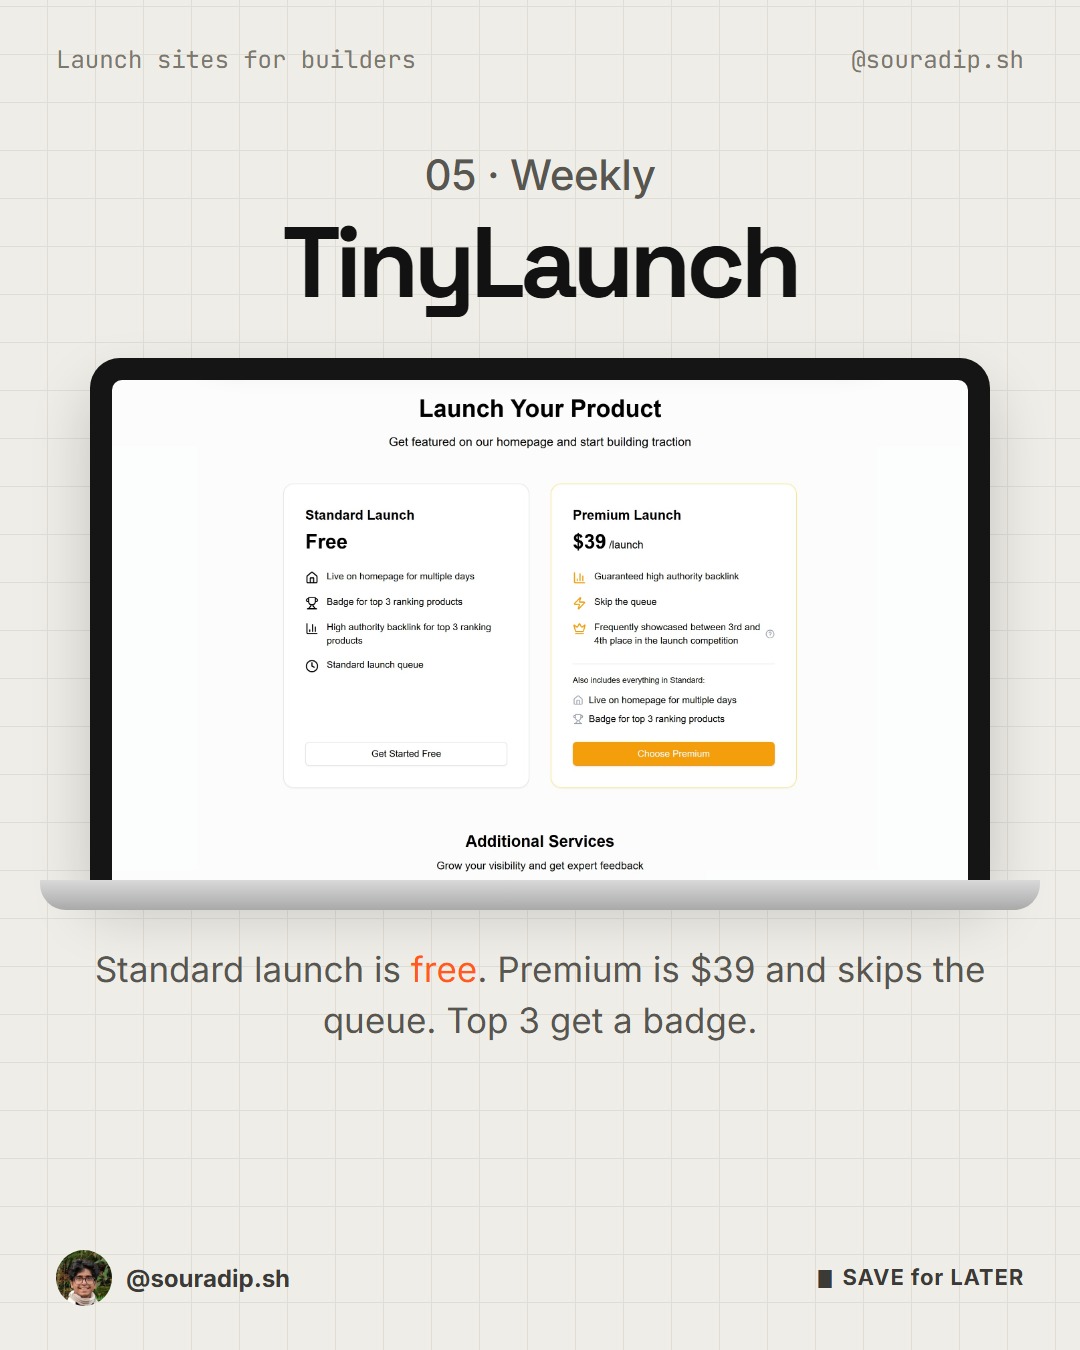 Launch sites for builders
@souradip.sh
05 · Weekly
TinyLaunch
Launch Your Product
Get featured on our homepage and start building traction
Standard Launch
Free
Live on homepage for multiple days
Badge for top 3 ranking products
High authority backlink for top 3 ranking
products
Standard launch queue
Get Started Free
Premium Launch
$39 /launch
Guaranteed high authority backlink
Skip the queue
Frequently showcased between 3rd and
4th place in the launch competition
Also includes everything in Standard:
Live on homepage for multiple days
Badge for top 3 ranking products
Choose Premium
Additional Services
Grow your visibility and get expert feedback
Standard launch is free. Premium is $39 and skips the
queue. Top 3 get a badge.
@souradip.sh
SAVE for LATER